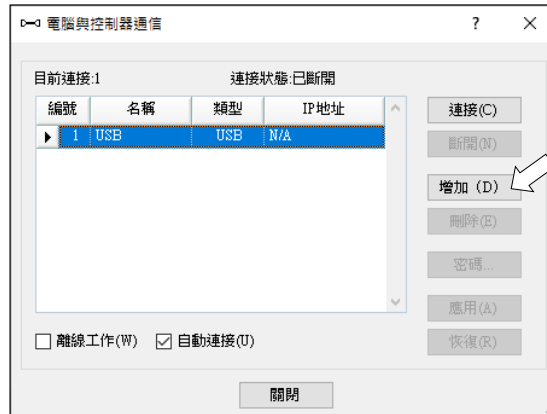 電腦與控制器通信
?
目前連接:1 連接狀態:已斷開
編號 名稱 類型 IP地址
1 USB USB N/A
連接(C)
斷開(N)
增加 (D)
刪除(E)
密碼...
應用(A)
恢復(R)
離線工作(W) 自動連接(U)
關閉